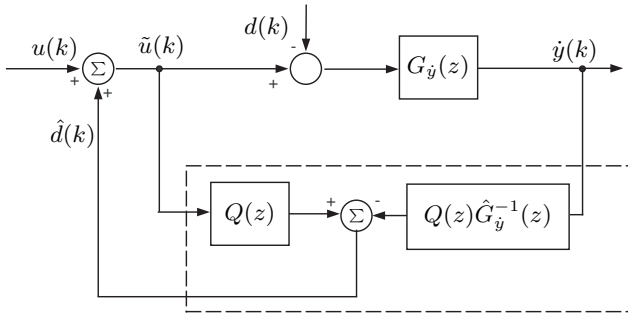 d(k)
-
u(k)
ũ(k)
ẏ(k)
Σ
+
+
+
G_ẏ(z)
d̂(k)
Q(z)
+
Σ
-
Q(z)Ĝ_ẏ^{-1}(z)